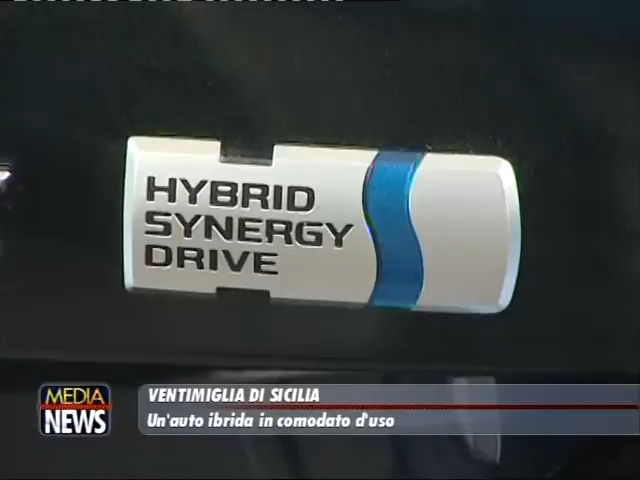 HYBRID
SYNERGY
DRIVE
MEDIA
NEWS
VENTIMIGLIA DI SICILIA
Un'auto ibrida in comodato d'uso